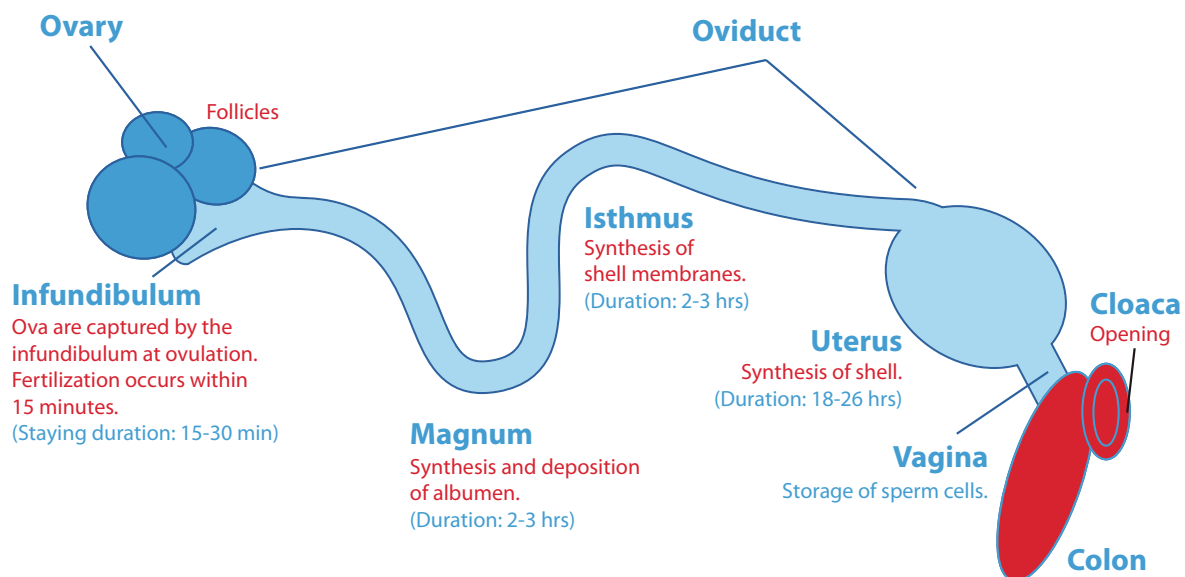 Ovary
Oviduct
Follicles
Infundibulum
Ova are captured by the
infundibulum at ovulation.
Fertilization occurs within
15 minutes.
(Staying duration: 15-30 min)
Magnum
Synthesis and deposition
of albumen.
(Duration: 2-3 hrs)
Isthmus
Synthesis of
shell membranes.
(Duration: 2-3 hrs)
Uterus
Synthesis of shell.
(Duration: 18-26 hrs)
Vagina
Storage of sperm cells.
Cloaca
Opening
Colon